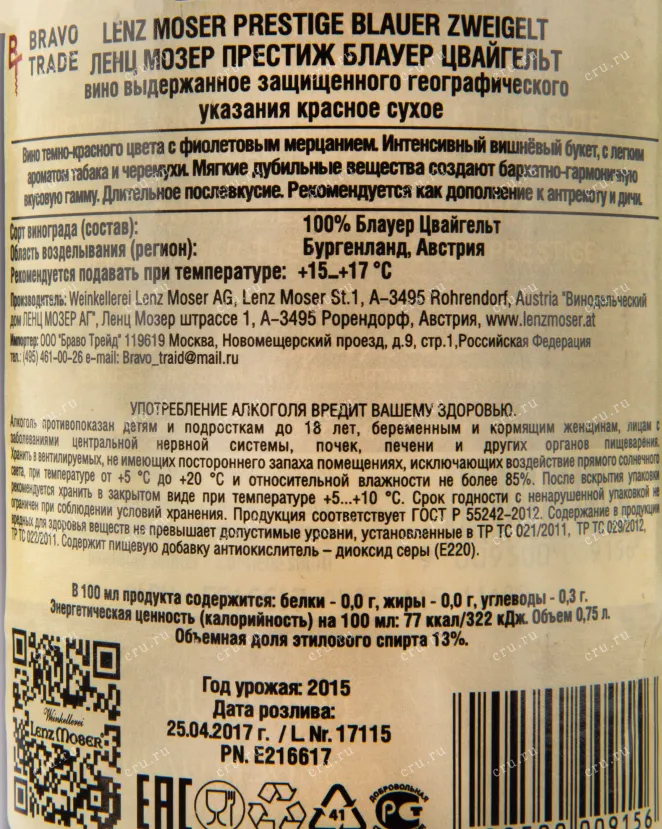 BRAVO
TRADE
LENZ MOSER PRESTIGE BLAUER ZWEIGELT
ЛЕНЦ МОЗЕР ПРЕСТИЖ БЛАУЕР ЦВАЙГЕЛЬТ
вино выдержанное защищенного географического
указания красное сухое
Вино темно-красного цвета с фиолетовым мерцанием. Интенсивный вишнёвый букет, с легким
ароматом табака и черемухи. Мягкие дубильные вещества создают бархатно-гармоничную
вкусовую гамму. Длительное послевкусие. Рекомендуется как дополнение к антрекоту и дичи.
Сорт винограда (состав): 100% Блауер Цвайгельт
Область возделывания (регион): Бургенланд, Австрия
Рекомендуется подавать при температуре: +15...+17 °C
Производитель: Weinkellerei Lenz Moser AG, Lenz Moser St.1, A-3495 Rohrendorf, Austria "Винодельческий
дом ЛЕНЦ МОЗЕР АГ", Ленц Мозер штрассе 1, А-3495 Рорендорф, Австрия, www.lenzmoser.at
Импортер: ООО "Браво Трейд" 119619 Москва, Новомещерский проезд, д.9, стр.1,Российская Федерация
тел.: (495) 461-00-26 e-mail: Bravo_traid@mail.ru
УПОТРЕБЛЕНИЕ АЛКОГОЛЯ ВРЕДИТ ВАШЕМУ ЗДОРОВЬЮ.
Алкоголь противопоказан детям и подросткам до 18 лет, беременным и кормящим женщинам, лицам с
заболеваниями центральной нервной системы, почек, печени и других органов пищеварения.
Хранить в вентилируемых, не имеющих постороннего запаха помещениях, исключающих воздействие прямого солнечного
света, при температуре от +5 °C до +20 °C и относительной влажности не более 85%. После вскрытия упаковки
рекомендуется хранить в закрытом виде при температуре +5...+10 °C. Срок годности с ненарушенной упаковкой не
ограничен при соблюдении условий хранения. Продукция соответствует ГОСТ Р 55242-2012. Содержание в продукции
вредных для здоровья веществ не превышает допустимые уровни, установленные в ТР ТС 021/2011, ТР ТС 029/2012,
ТР ТС 022/2011. Содержит пищевую добавку антиокислитель – диоксид серы (Е220).
В 100 мл продукта содержится: белки - 0,0 г, жиры - 0,0 г, углеводы - 0,3 г.
Энергетическая ценность (калорийность) на 100 мл: 77 ккал/322 кДж. Объем 0,75 л.
Объемная доля этилового спирта 13%.
Год урожая: 2015
Дата розлива:
25.04.2017 г. / L. Nr. 17115
PN. E216617
Weinkellerei
LENZ MOSER
EAC
41
ДОБРОВОЛЬНАЯ
009156
cru.ru